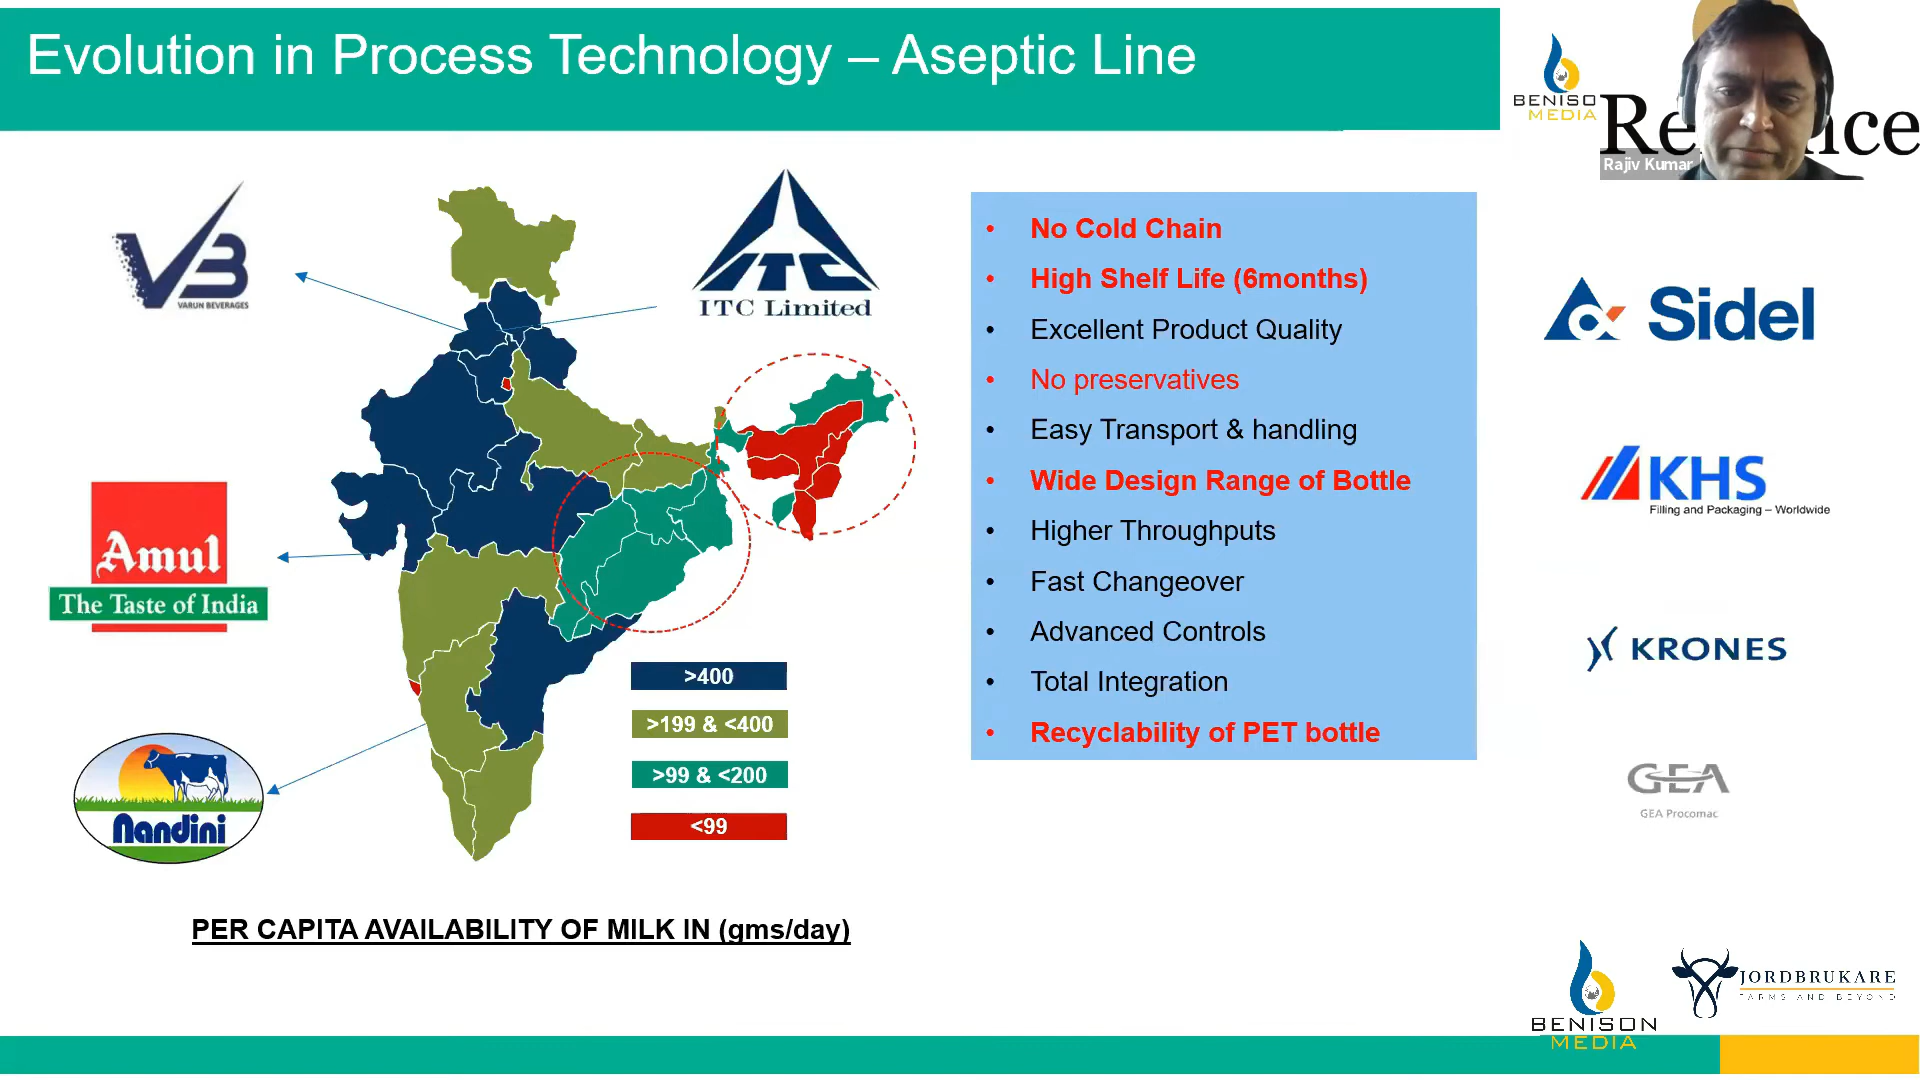 Evolution in Process Technology – Aseptic Line
BENISO
MEDIA
Rajiv Kumar
VB
VARUN BEVERAGES
ITC
ITC Limited
Amul
The Taste of India
Nandini
>400
>199 & <400
>99 & <200
<99
PER CAPITA AVAILABILITY OF MILK IN (gms/day)
• No Cold Chain
• High Shelf Life (6months)
• Excellent Product Quality
• No preservatives
• Easy Transport & handling
• Wide Design Range of Bottle
• Higher Throughputs
• Fast Changeover
• Advanced Controls
• Total Integration
• Recyclability of PET bottle
Sidel
KHS
Filling and Packaging – Worldwide
KRONES
GEA
GEA Procomac
BENISON
MEDIA
JORDBRUKARE
FARMS AND BEYOND